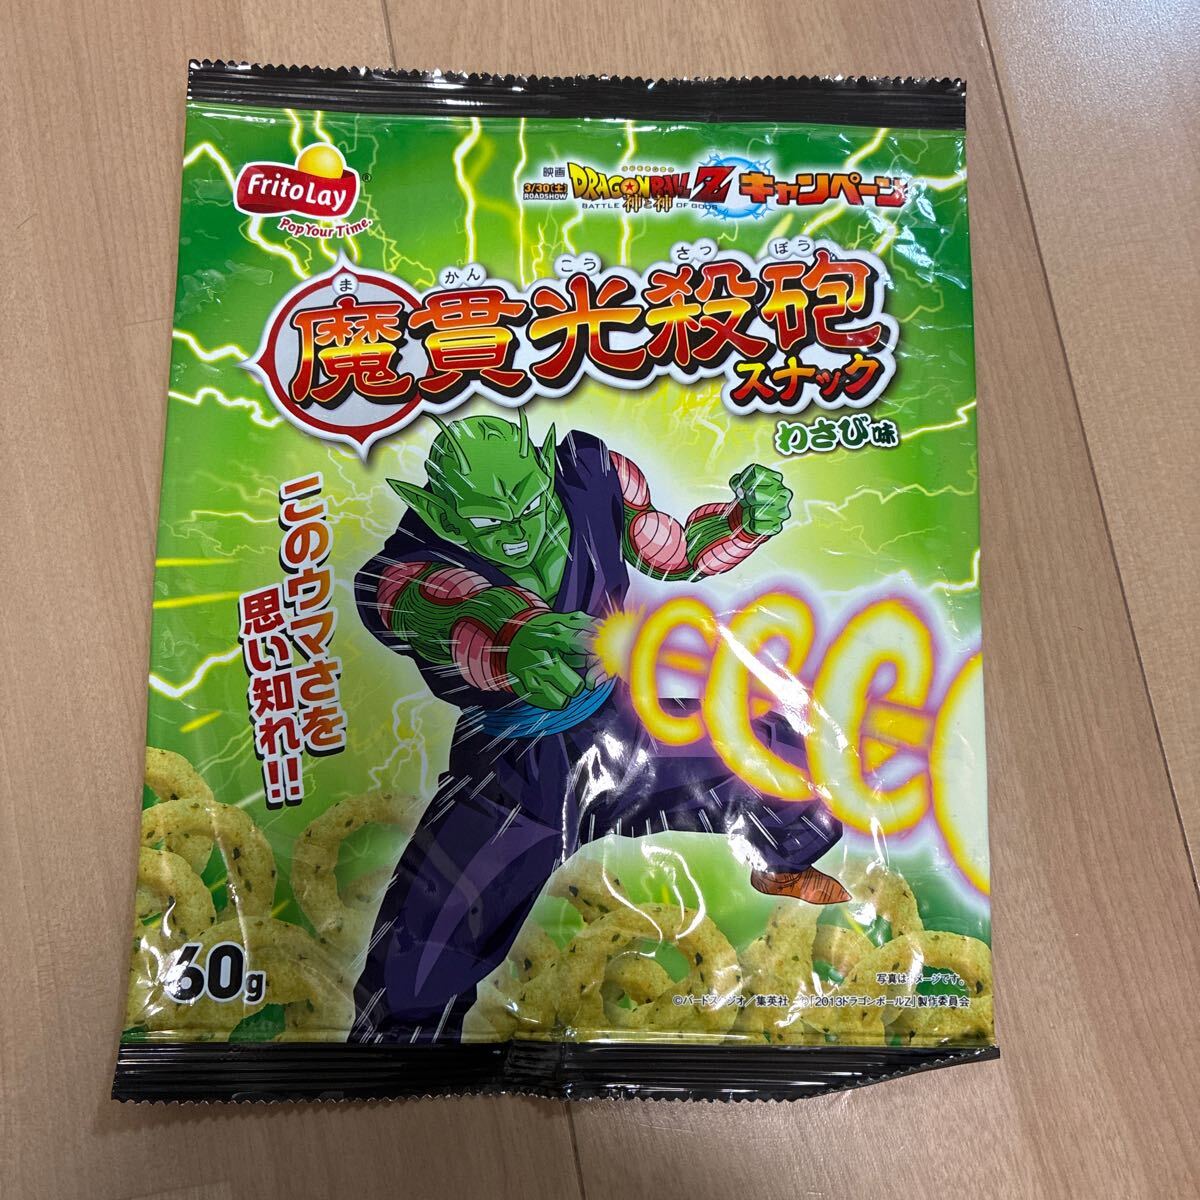 FritoLay®
Pop Your Time.
映画
3/30(土)
ROADSHOW
DRAGONBALL Z
BATTLE 神と神 OF GODS
キャンペーン
ま かん こう さっ ぽう
魔貫光殺砲
スナック
わさび味
このウマさを
思い知れ!!
60g
写真はイメージです。
©バードスタジオ/集英社 ©「2013ドラゴンボールZ」製作委員会